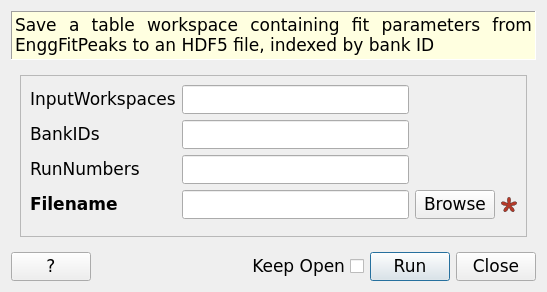 Save a table workspace containing fit parameters from
EnggFitPeaks to an HDF5 file, indexed by bank ID
InputWorkspaces
BankIDs
RunNumbers
Filename Browse *
? Keep Open Run Close